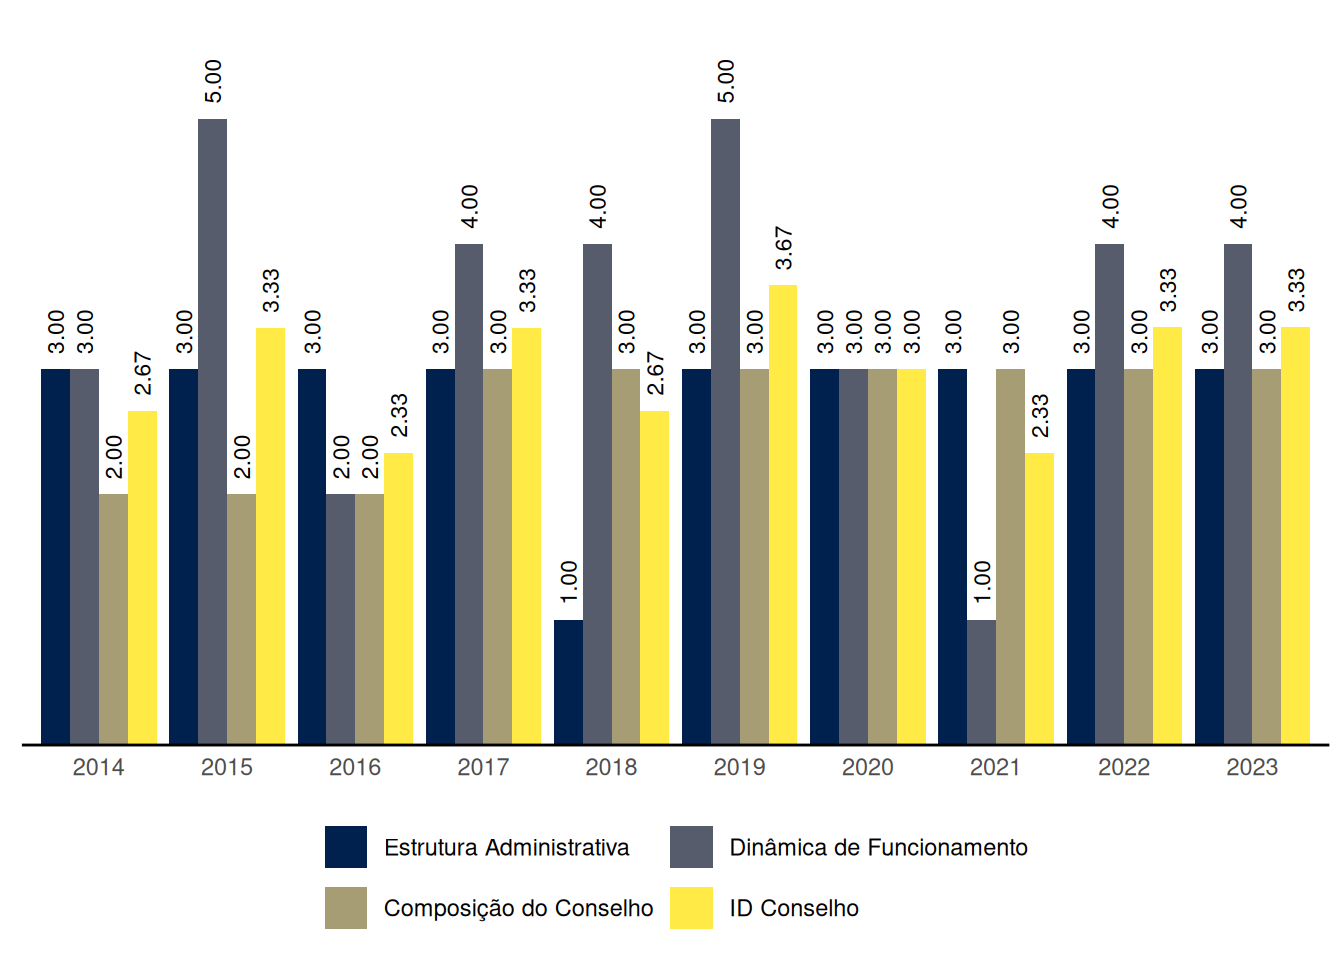 3.00 3.00 2.00 2.67 3.00 5.00 2.00 3.33 3.00 2.00 2.00 2.33 3.00 4.00 3.00 3.33 1.00 4.00 3.00 2.67 3.00 5.00 3.00 3.67 3.00 3.00 3.00 3.00 3.00 1.00 3.00 2.33 3.00 4.00 3.00 3.33 3.00 4.00 3.00 3.33
2014 2015 2016 2017 2018 2019 2020 2021 2022 2023
Estrutura Administrativa Dinâmica de Funcionamento
Composição do Conselho ID Conselho